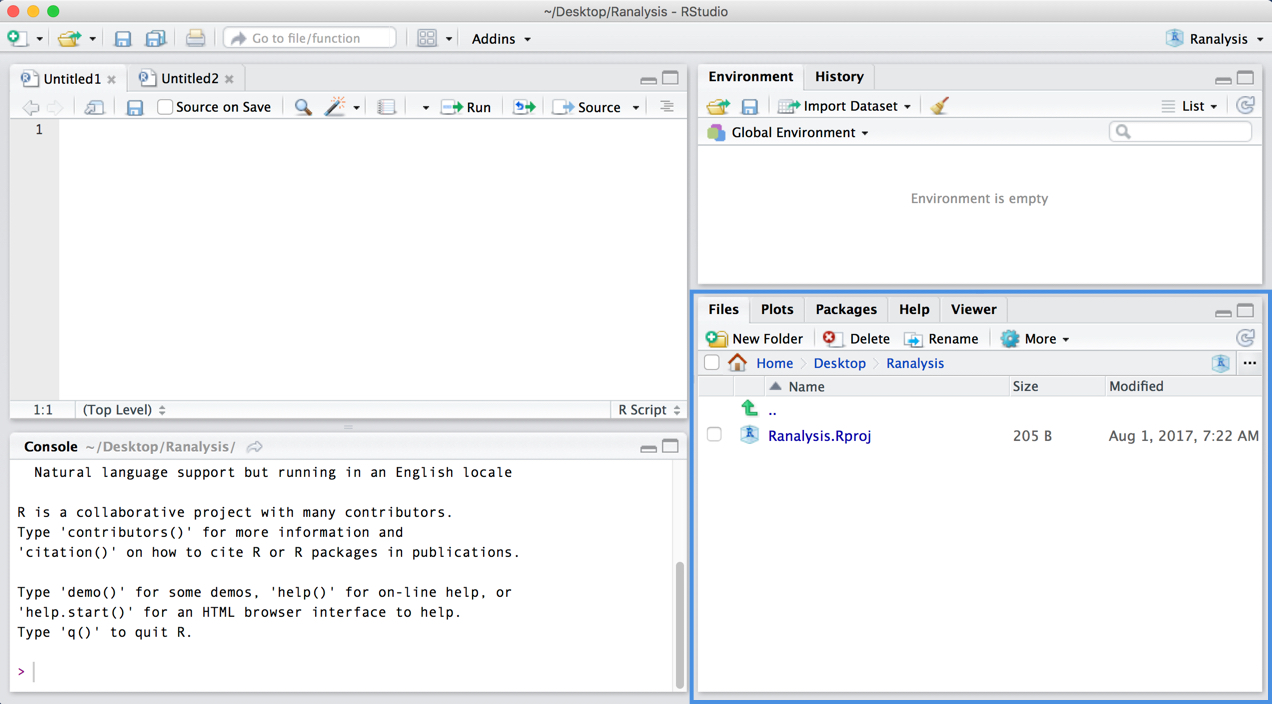 ~/Desktop/Ranalysis - RStudio
Go to file/function
Addins
Ranalysis
Untitled1
Untitled2
Source on Save
Run
Source
1
1:1
(Top Level)
R Script
Console ~/Desktop/Ranalysis/
Natural language support but running in an English locale
R is a collaborative project with many contributors.
Type 'contributors()' for more information and
'citation()' on how to cite R or R packages in publications.
Type 'demo()' for some demos, 'help()' for on-line help, or
'help.start()' for an HTML browser interface to help.
Type 'q()' to quit R.
>
Environment History
Import Dataset
List
Global Environment
Environment is empty
Files Plots Packages Help Viewer
New Folder Delete Rename More
Home Desktop Ranalysis
Name Size Modified
..
Ranalysis.Rproj 205 B Aug 1, 2017, 7:22 AM